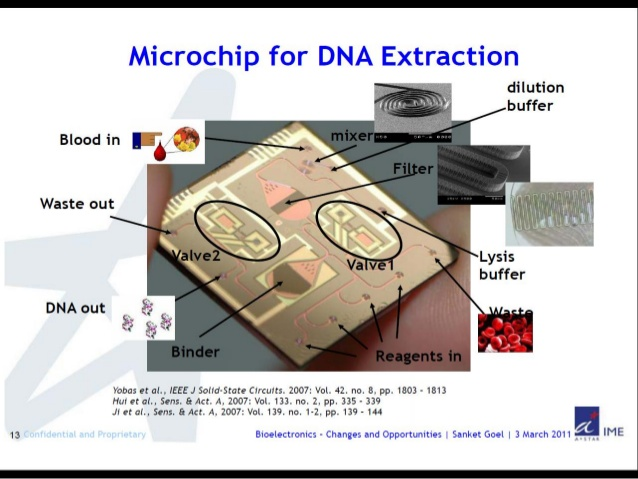 Microchip for DNA Extraction
dilution
buffer
Blood in
mixer
Filter
Waste out
Valve2
Valve1
Lysis
buffer
DNA out
Waste
Binder
Reagents in
Yobas et al., IEEE J Solid-State Circuits. 2007: Vol. 42. no. 8, pp. 1803 - 1813
Hui et al., Sens. & Act. A, 2007: Vol. 133. no. 2, pp. 335 - 339
Ji et al., Sens. & Act. A, 2007: Vol. 139. no. 1-2, pp. 139 - 144
13 Confidential and Proprietary
Bioelectronics - Changes and Opportunities | Sanket Goel | 3 March 2011
A*STAR
IME